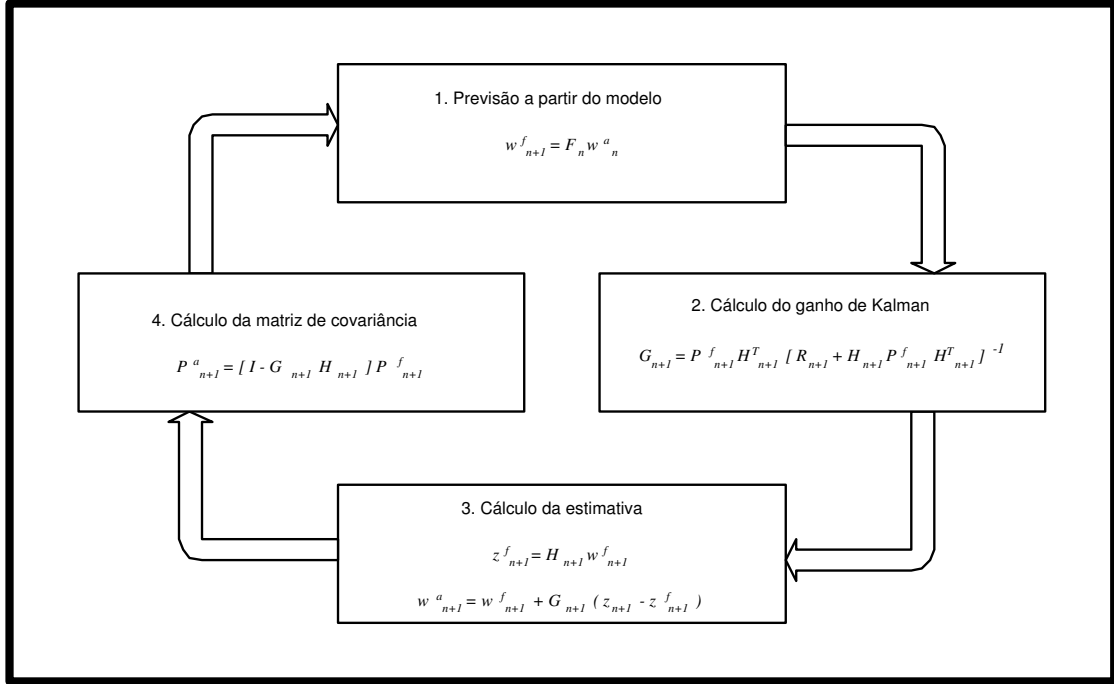 1. Previsão a partir do modelo
w^f_{n+1} = F_n w^a_n
2. Cálculo do ganho de Kalman
G_{n+1} = P^f_{n+1} H^T_{n+1} [ R_{n+1} + H_{n+1} P^f_{n+1} H^T_{n+1} ]^{-1}
3. Cálculo da estimativa
z^f_{n+1} = H_{n+1} w^f_{n+1}
w^a_{n+1} = w^f_{n+1} + G_{n+1} ( z_{n+1} - z^f_{n+1} )
4. Cálculo da matriz de covariância
P^a_{n+1} = [ I - G_{n+1} H_{n+1} ] P^f_{n+1}